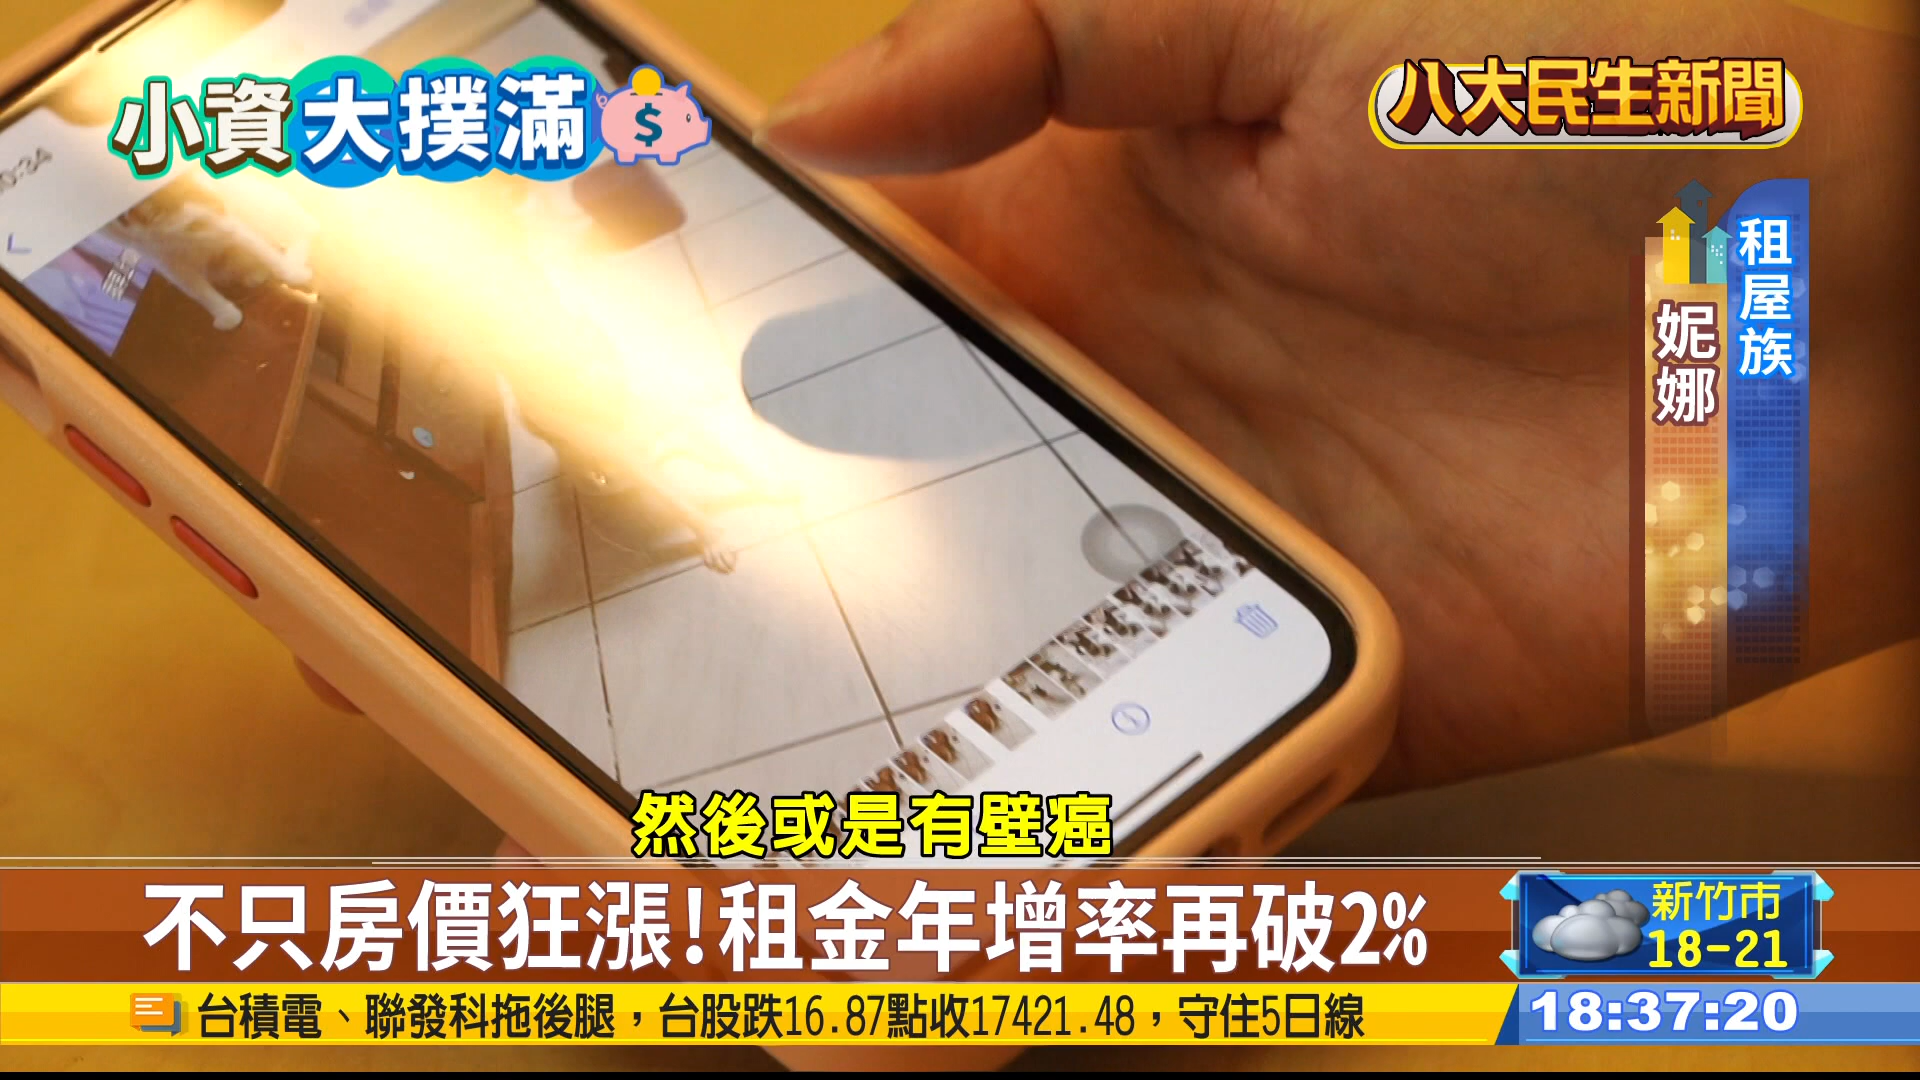 小資大撲滿
$
八大民生新聞
租屋族
妮娜
然後或是有壁癌
不只房價狂漲!租金年增率再破2%
新竹市
18-21
台積電、聯發科拖後腿，台股跌16.87點收17421.48，守住5日線
18:37:20